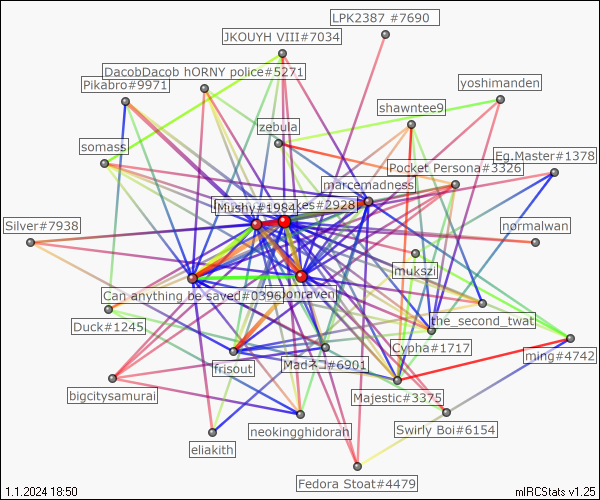 LPK2387 #7690
JKOUYH VIII#7034
DacobDacob hORNY police#5271
Pikabro#9971
yoshimanden
shawntee9
zebula
somass
Eg.Master#1378
Pocket Persona#3326
marcemadness
Mushy#1984
kes#2928
Silver#7938
normalwan
mukszi
Can anything be saved#0396
onraven
Duck#1245
the_second_twat
Cypha#1717
ming#4742
Madネコ#6901
frisout
bigcitysamurai
Majestic#3375
Swirly Boi#6154
neokingghidorah
eliakith
Fedora Stoat#4479
1.1.2024 18:50
mIRCStats v1.25